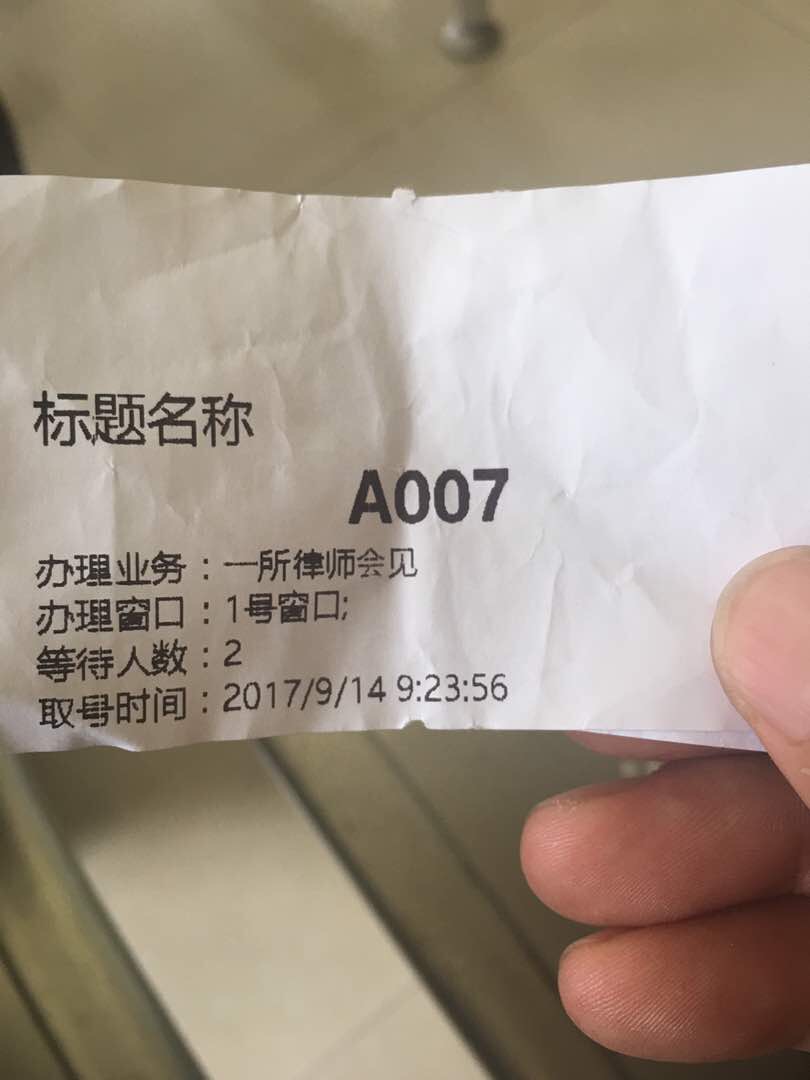 标题名称
A007
办理业务：一所律师会见
办理窗口：1号窗口;
等待人数：2
取号时间：2017/9/14 9:23:56